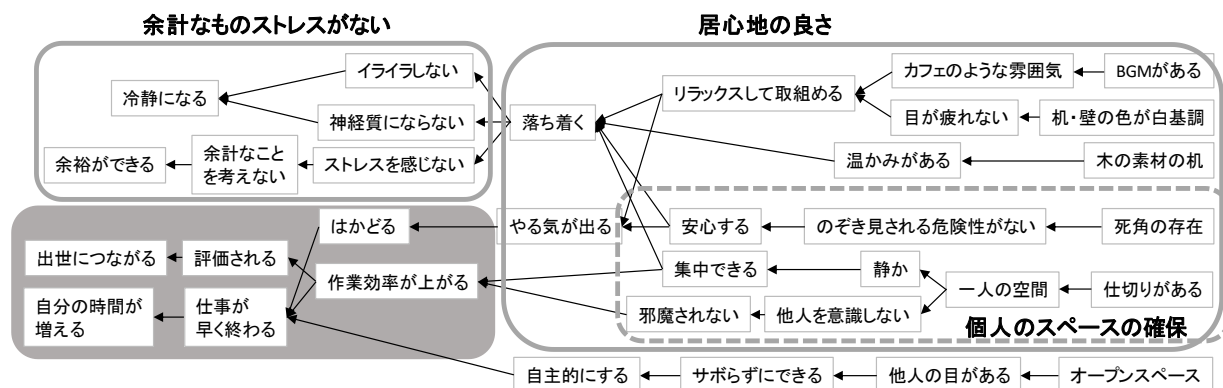 余計なものストレスがない
居心地の良さ
イライラしない
冷静になる
神経質にならない
余裕ができる
余計なこと
を考えない
ストレスを感じない
落ち着く
リラックスして取組める
カフェのような雰囲気
BGMがある
目が疲れない
机・壁の色が白基調
温かみがある
木の素材の机
はかどる
やる気が出る
安心する
のぞき見される危険性がない
死角の存在
出世につながる
評価される
作業効率が上がる
集中できる
静か
一人の空間
仕切りがある
自分の時間が
増える
仕事が
早く終わる
邪魔されない
他人を意識しない
個人のスペースの確保
自主的にする
サボらずにできる
他人の目がある
オープンスペース